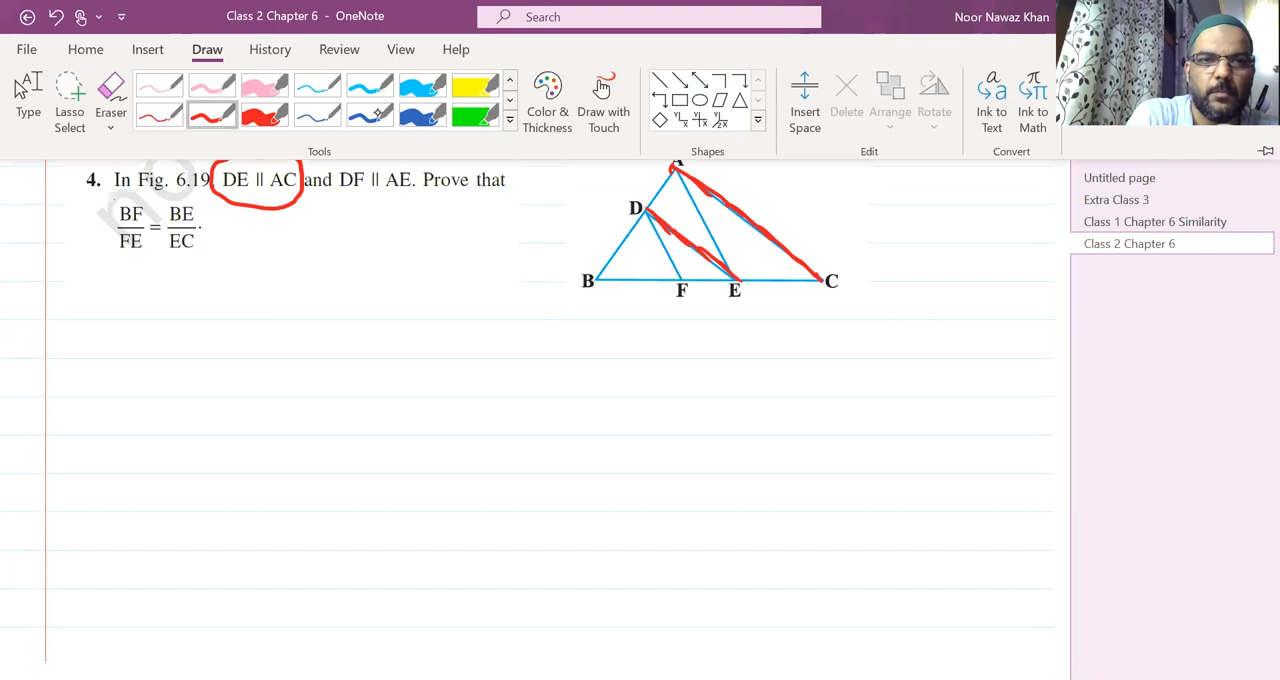 Class 2 Chapter 6 - OneNote
Search
Noor Nawaz Khan
File Home Insert Draw History Review View Help
Type
Lasso Select
Eraser
Color & Thickness
Draw with Touch
Insert Space
Delete
Arrange
Rotate
Ink to Text
Ink to Math
Tools
Shapes
Edit
Convert
Untitled page
Extra Class 3
Class 1 Chapter 6 Similarity
Class 2 Chapter 6
4. In Fig. 6.19, DE || AC and DF || AE. Prove that
BF/FE = BE/EC.
A
D
B
F
E
C
no